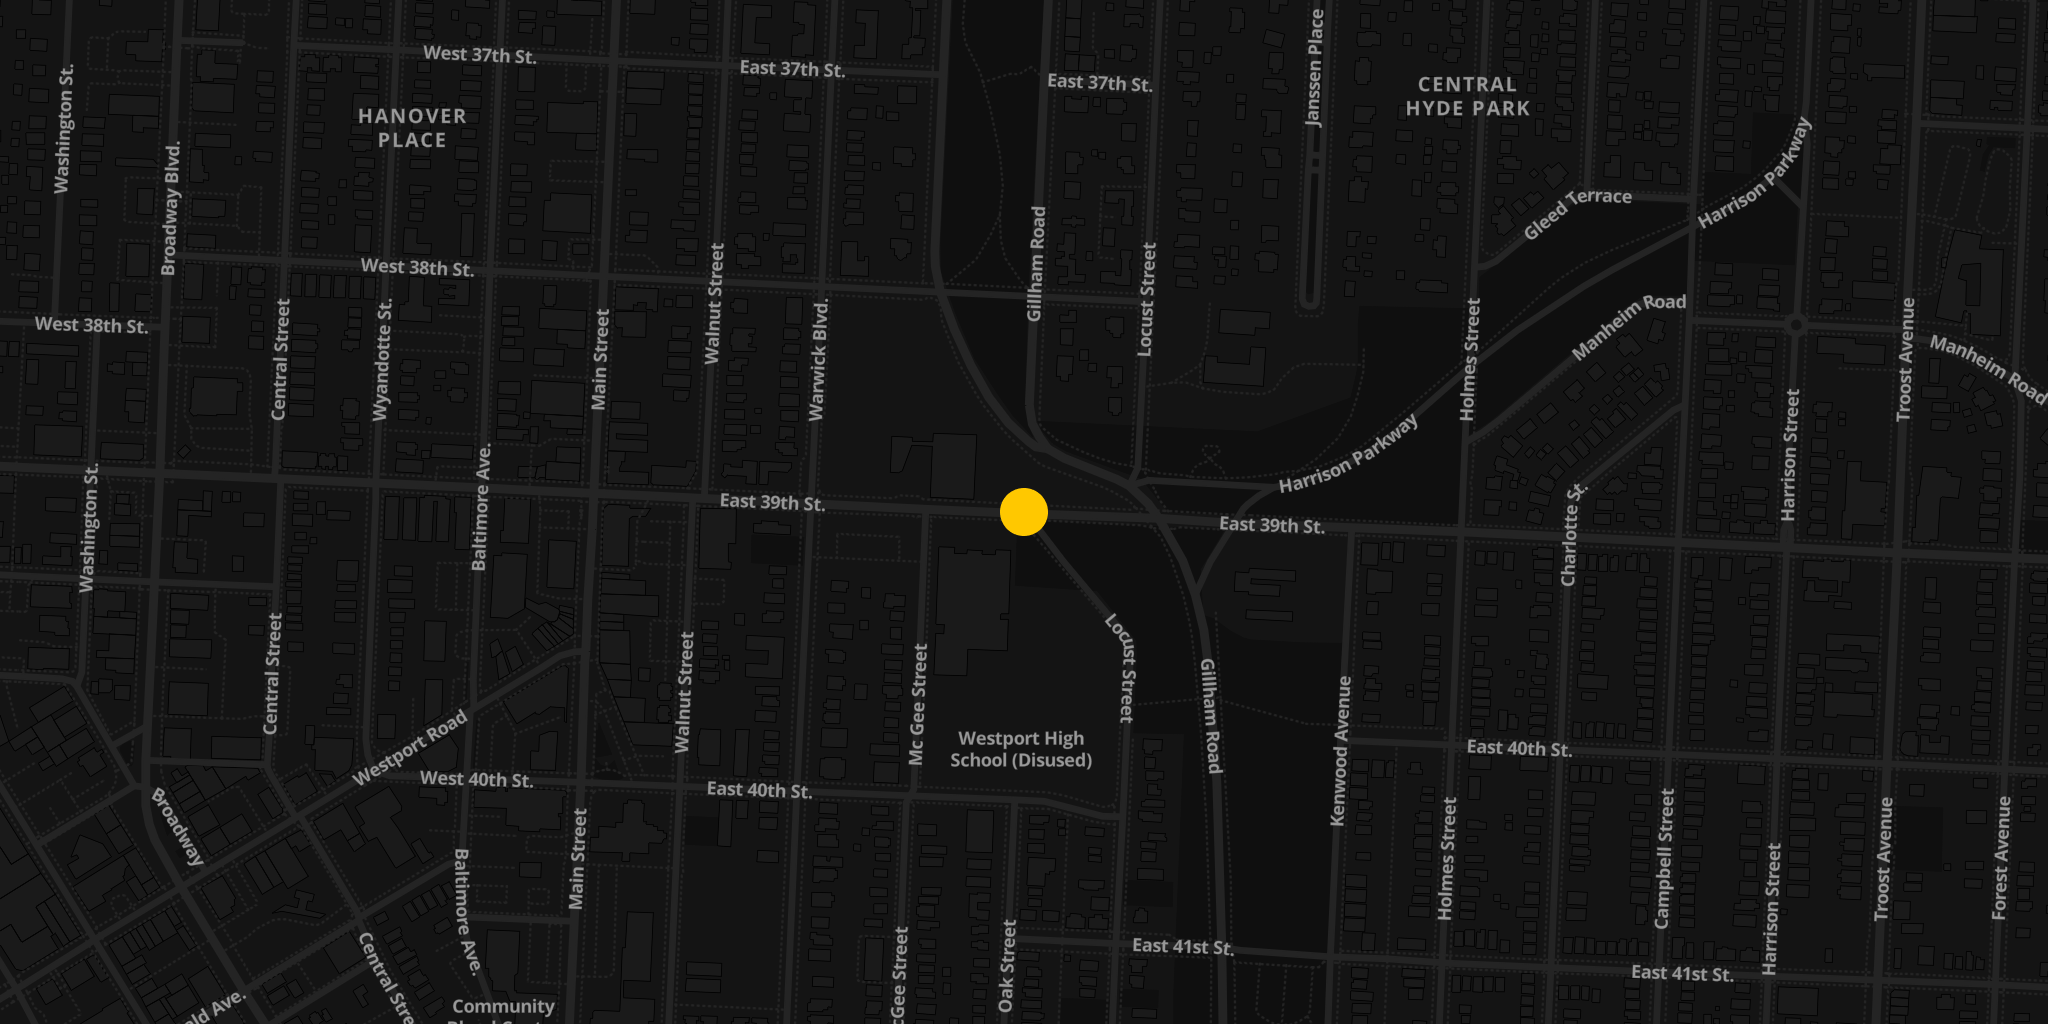 West 37th St.
East 37th St.
East 37th St.
Janssen Place
CENTRAL
HYDE PARK
HANOVER
PLACE
Washington St.
Broadway Blvd.
Harrison Parkway
Gleed Terrace
Gillham Road
Locust Street
West 38th St.
Walnut Street
West 38th St.
Central Street
Wyandotte St.
Main Street
Warwick Blvd.
Holmes Street
Manheim Road
Troost Avenue
Manheim Road
Harrison Street
Harrison Parkway
Washington St.
Baltimore Ave.
East 39th St.
East 39th St.
Charlotte St.
Central Street
Walnut Street
Mc Gee Street
Locust Street
Gillham Road
Kenwood Avenue
Westport High
School (Disused)
Westport Road
West 40th St.
East 40th St.
East 40th St.
Broadway
Main Street
Baltimore Ave.
Holmes Street
Campbell Street
Harrison Street
Troost Avenue
Forest Avenue
Central Stre
cGee Street
Oak Street
East 41st St.
East 41st St.
ald Ave.
Community